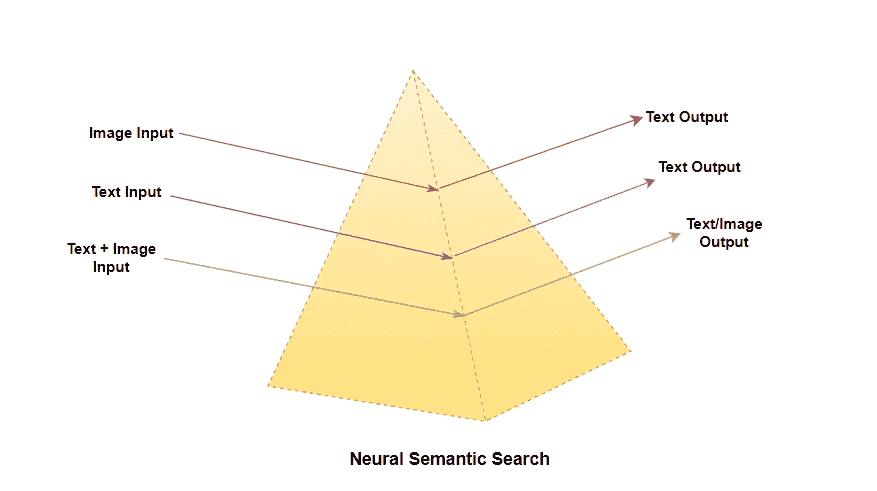 Image Input
Text Output
Text Input
Text Output
Text + Image
Input
Text/Image
Output
Neural Semantic Search